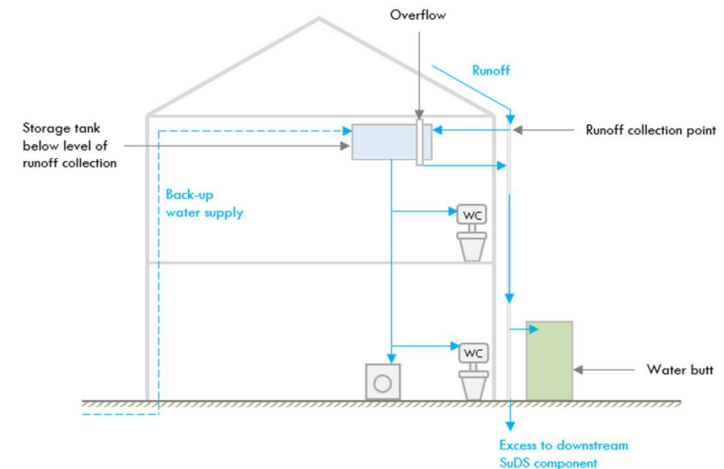 Overflow
Runoff
Storage tank
below level of
runoff collection
Runoff collection point
Back-up
water supply
WC
WC
Water butt
Excess to downstream
SuDS component